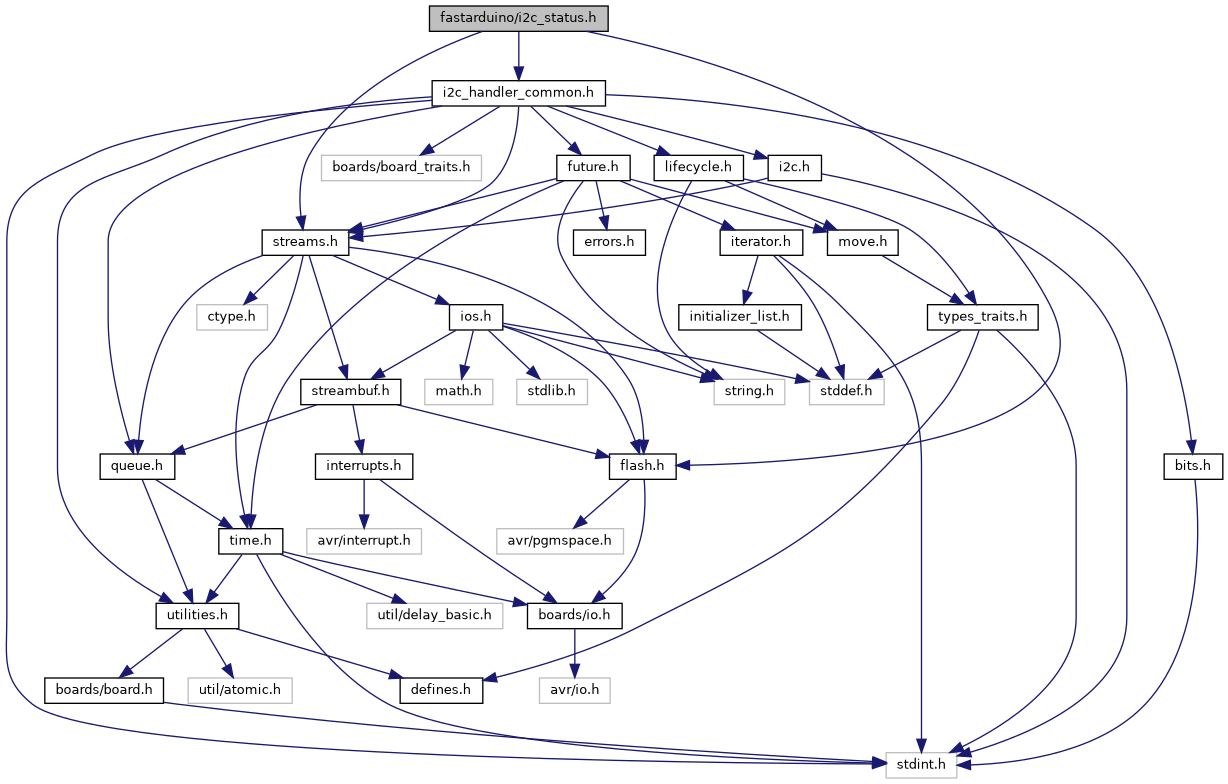 fastarduino/i2c_status.h
i2c_handler_common.h
boards/board_traits.h
future.h
lifecycle.h
i2c.h
streams.h
errors.h
iterator.h
move.h
ctype.h
ios.h
initializer_list.h
types_traits.h
streambuf.h
math.h
stdlib.h
string.h
stddef.h
queue.h
interrupts.h
flash.h
bits.h
time.h
avr/interrupt.h
avr/pgmspace.h
utilities.h
util/delay_basic.h
boards/io.h
boards/board.h
util/atomic.h
defines.h
avr/io.h
stdint.h